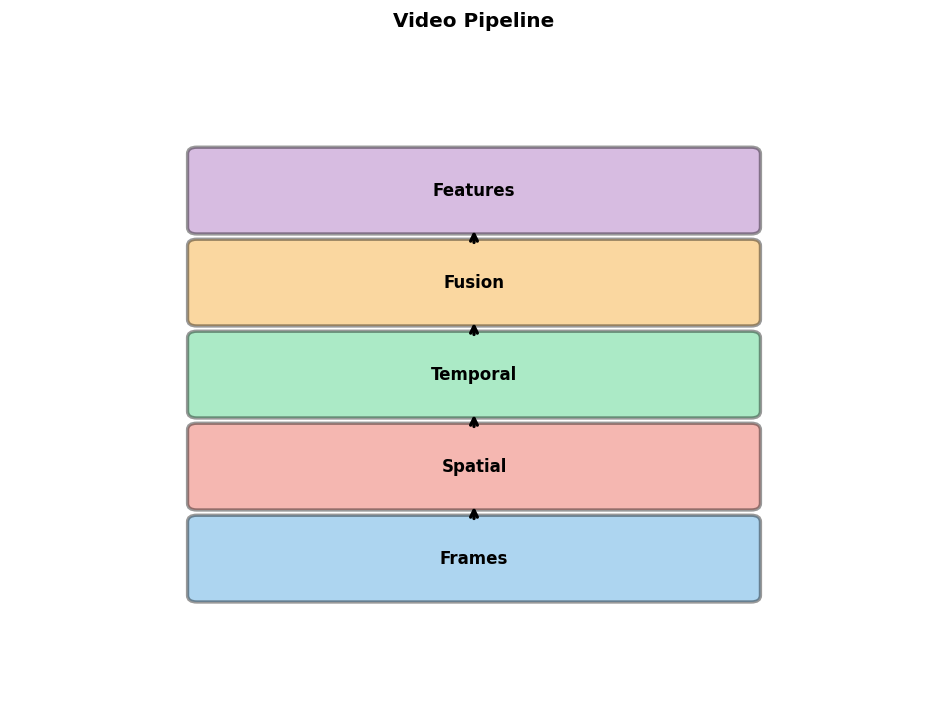 Video Pipeline
Features
Fusion
Temporal
Spatial
Frames